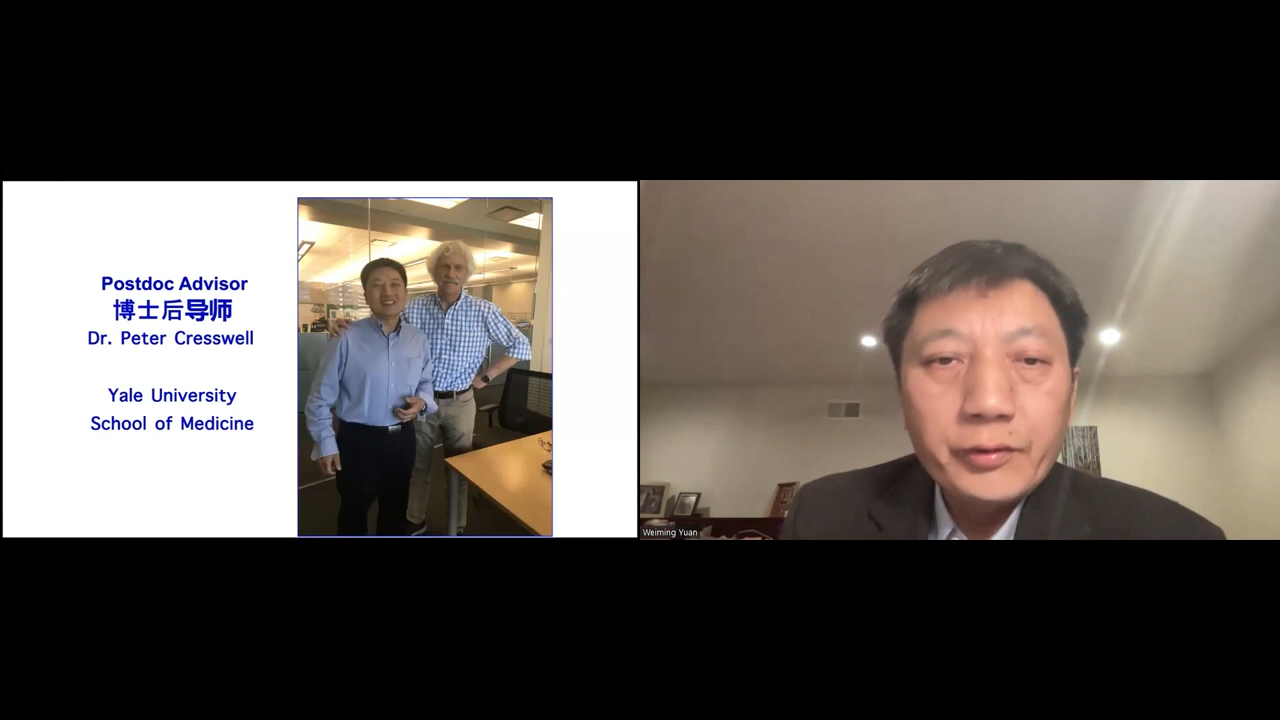 Postdoc Advisor
博士后导师
Dr. Peter Cresswell
Yale University
School of Medicine
Weiming Yuan